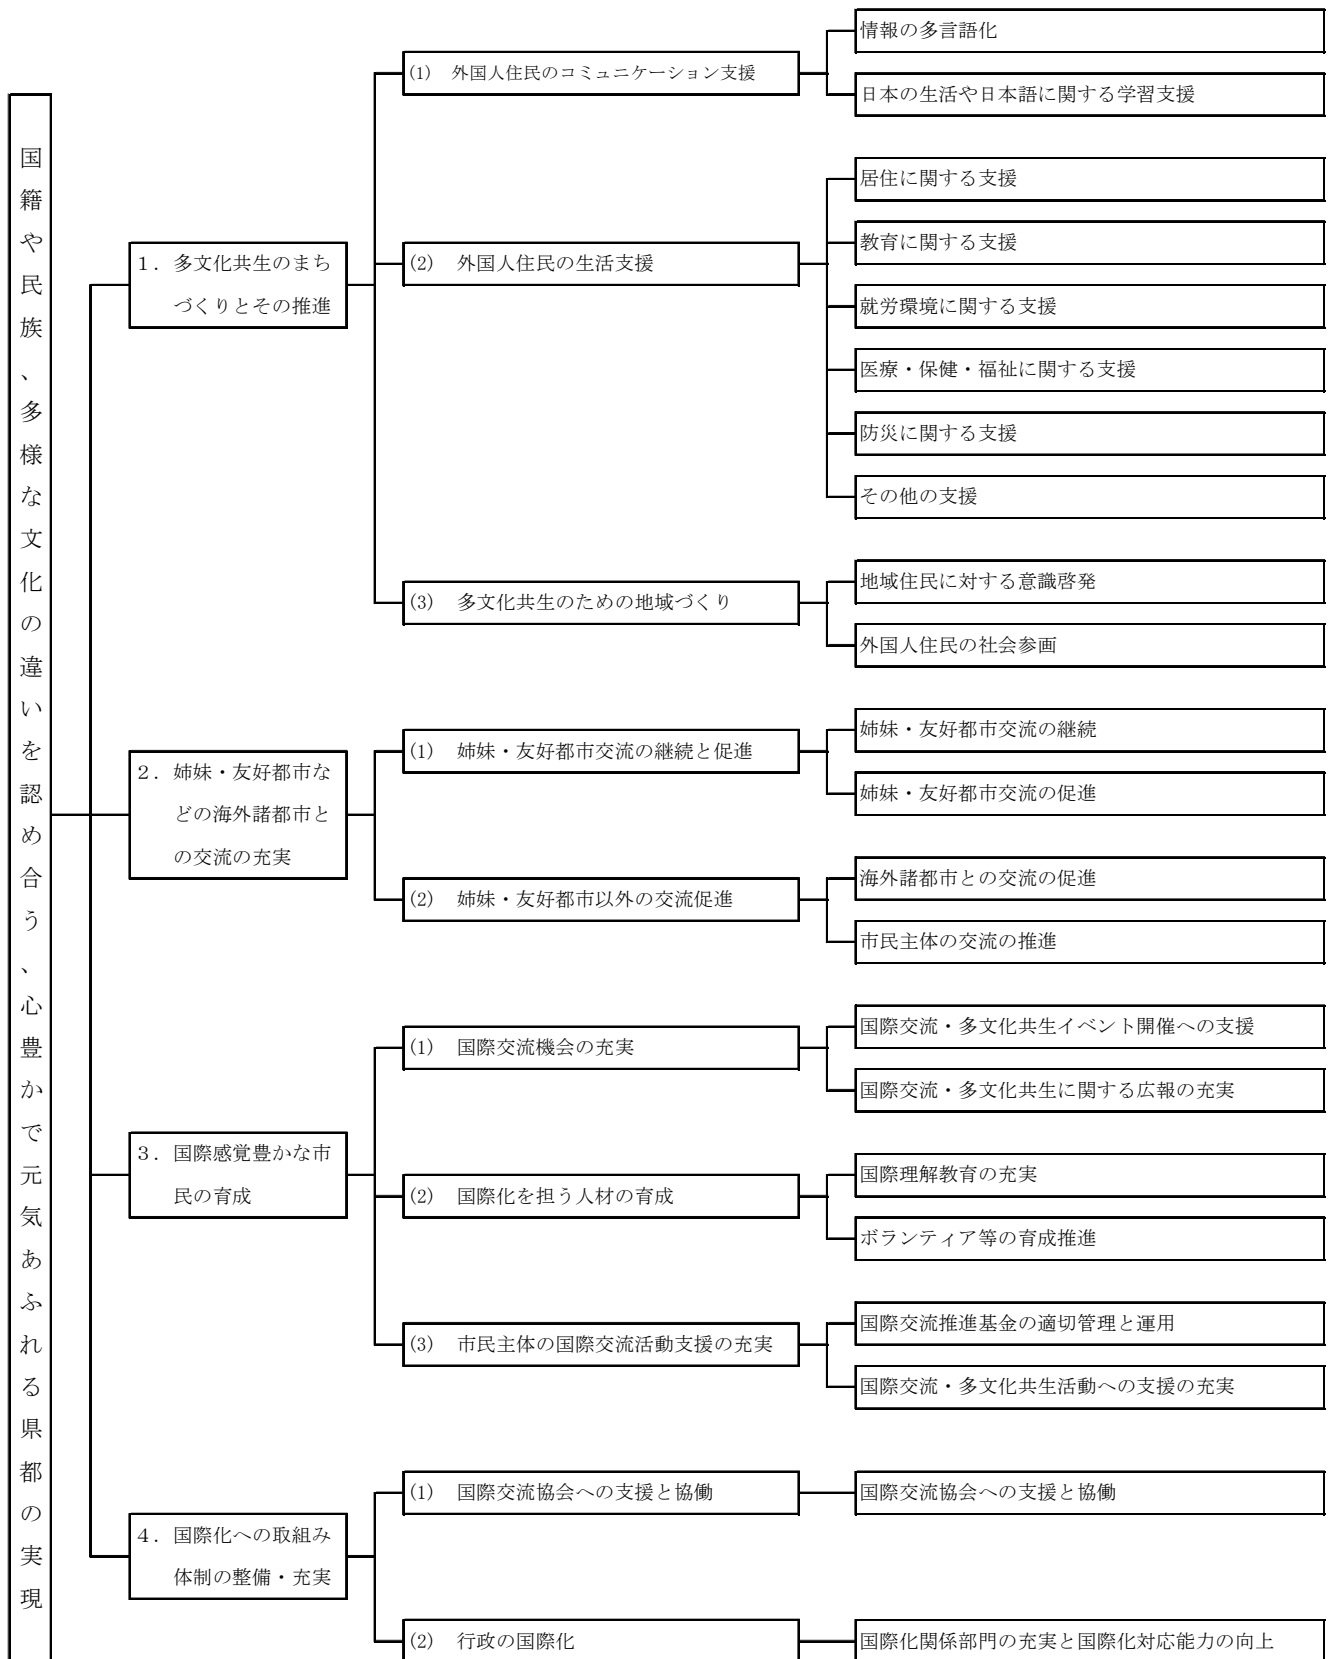 国籍や民族、多様な文化の違いを認め合う、心豊かで元気あふれる県都の実現
１．多文化共生のまち
づくりとその推進
(1) 外国人住民のコミュニケーション支援
情報の多言語化
日本の生活や日本語に関する学習支援
(2) 外国人住民の生活支援
居住に関する支援
教育に関する支援
就労環境に関する支援
医療・保健・福祉に関する支援
防災に関する支援
その他の支援
(3) 多文化共生のための地域づくり
地域住民に対する意識啓発
外国人住民の社会参画
２．姉妹・友好都市な
どの海外諸都市と
の交流の充実
(1) 姉妹・友好都市交流の継続と促進
姉妹・友好都市交流の継続
姉妹・友好都市交流の促進
(2) 姉妹・友好都市以外の交流促進
海外諸都市との交流の促進
市民主体の交流の推進
３．国際感覚豊かな市
民の育成
(1) 国際交流機会の充実
国際交流・多文化共生イベント開催への支援
国際交流・多文化共生に関する広報の充実
(2) 国際化を担う人材の育成
国際理解教育の充実
ボランティア等の育成推進
(3) 市民主体の国際交流活動支援の充実
国際交流推進基金の適切管理と運用
国際交流・多文化共生活動への支援の充実
４．国際化への取組み
体制の整備・充実
(1) 国際交流協会への支援と協働
国際交流協会への支援と協働
(2) 行政の国際化
国際化関係部門の充実と国際化対応能力の向上